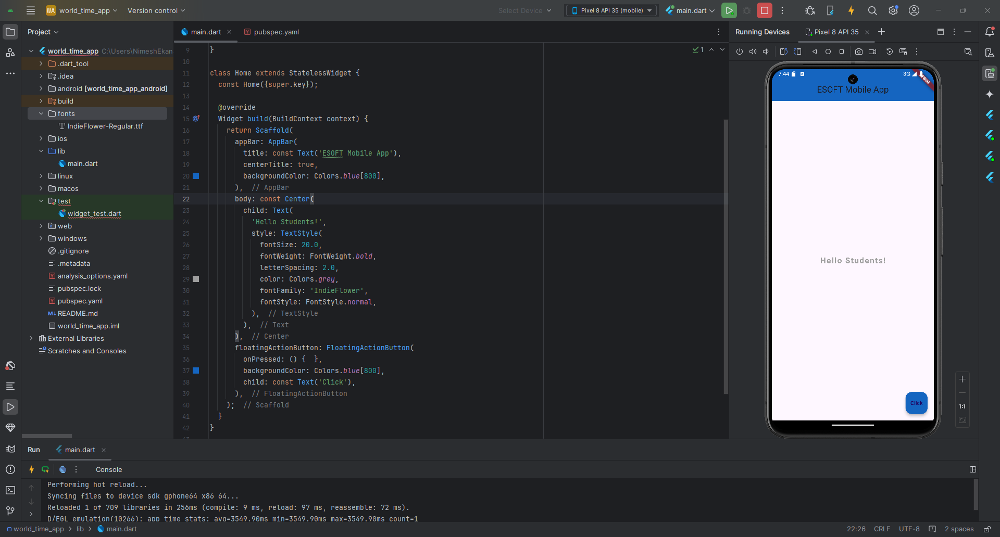 WA world_time_app Version control Select Device Pixel 8 API 35 (mobile) main.dart
Project
world_time_app C:\Users\NimeshEkan
.dart_tool
.idea
android [world_time_app_android]
build
fonts
IndieFlower-Regular.ttf
ios
lib
main.dart
linux
macos
test
widget_test.dart
web
windows
.gitignore
.metadata
analysis_options.yaml
pubspec.lock
pubspec.yaml
README.md
world_time_app.iml
External Libraries
Scratches and Consoles
main.dart pubspec.yaml
1
9 }
10
11 class Home extends StatelessWidget {
12 const Home({super.key});
13
14 @override
15 Widget build(BuildContext context) {
16 return Scaffold(
17 appBar: AppBar(
18 title: const Text('ESOFT Mobile App'),
19 centerTitle: true,
20 backgroundColor: Colors.blue[800],
21 ), // AppBar
22 body: const Center(
23 child: Text(
24 'Hello Students!',
25 style: TextStyle(
26 fontSize: 20.0,
27 fontWeight: FontWeight.bold,
28 letterSpacing: 2.0,
29 color: Colors.grey,
30 fontFamily: 'IndieFlower',
31 fontStyle: FontStyle.normal,
32 ), // TextStyle
33 ), // Text
34 ), // Center
35 floatingActionButton: FloatingActionButton(
36 onPressed: () { },
37 backgroundColor: Colors.blue[800],
38 child: const Text('Click'),
39 ), // FloatingActionButton
40 ); // Scaffold
41 }
42 }
Running Devices Pixel 8 API 35
7:44 3G
DEBUG
ESOFT Mobile App
Hello Students!
Click
1:1
Run main.dart
Console
Performing hot reload...
Syncing files to device sdk gphone64 x86 64...
Reloaded 1 of 709 libraries in 256ms (compile: 9 ms, reload: 97 ms, reassemble: 72 ms).
D/EGL_emulation(10266): app_time_stats: avg=3549.90ms min=3549.90ms max=3549.90ms count=1
world_time_app > lib > main.dart 22:26 CRLF UTF-8 2 spaces